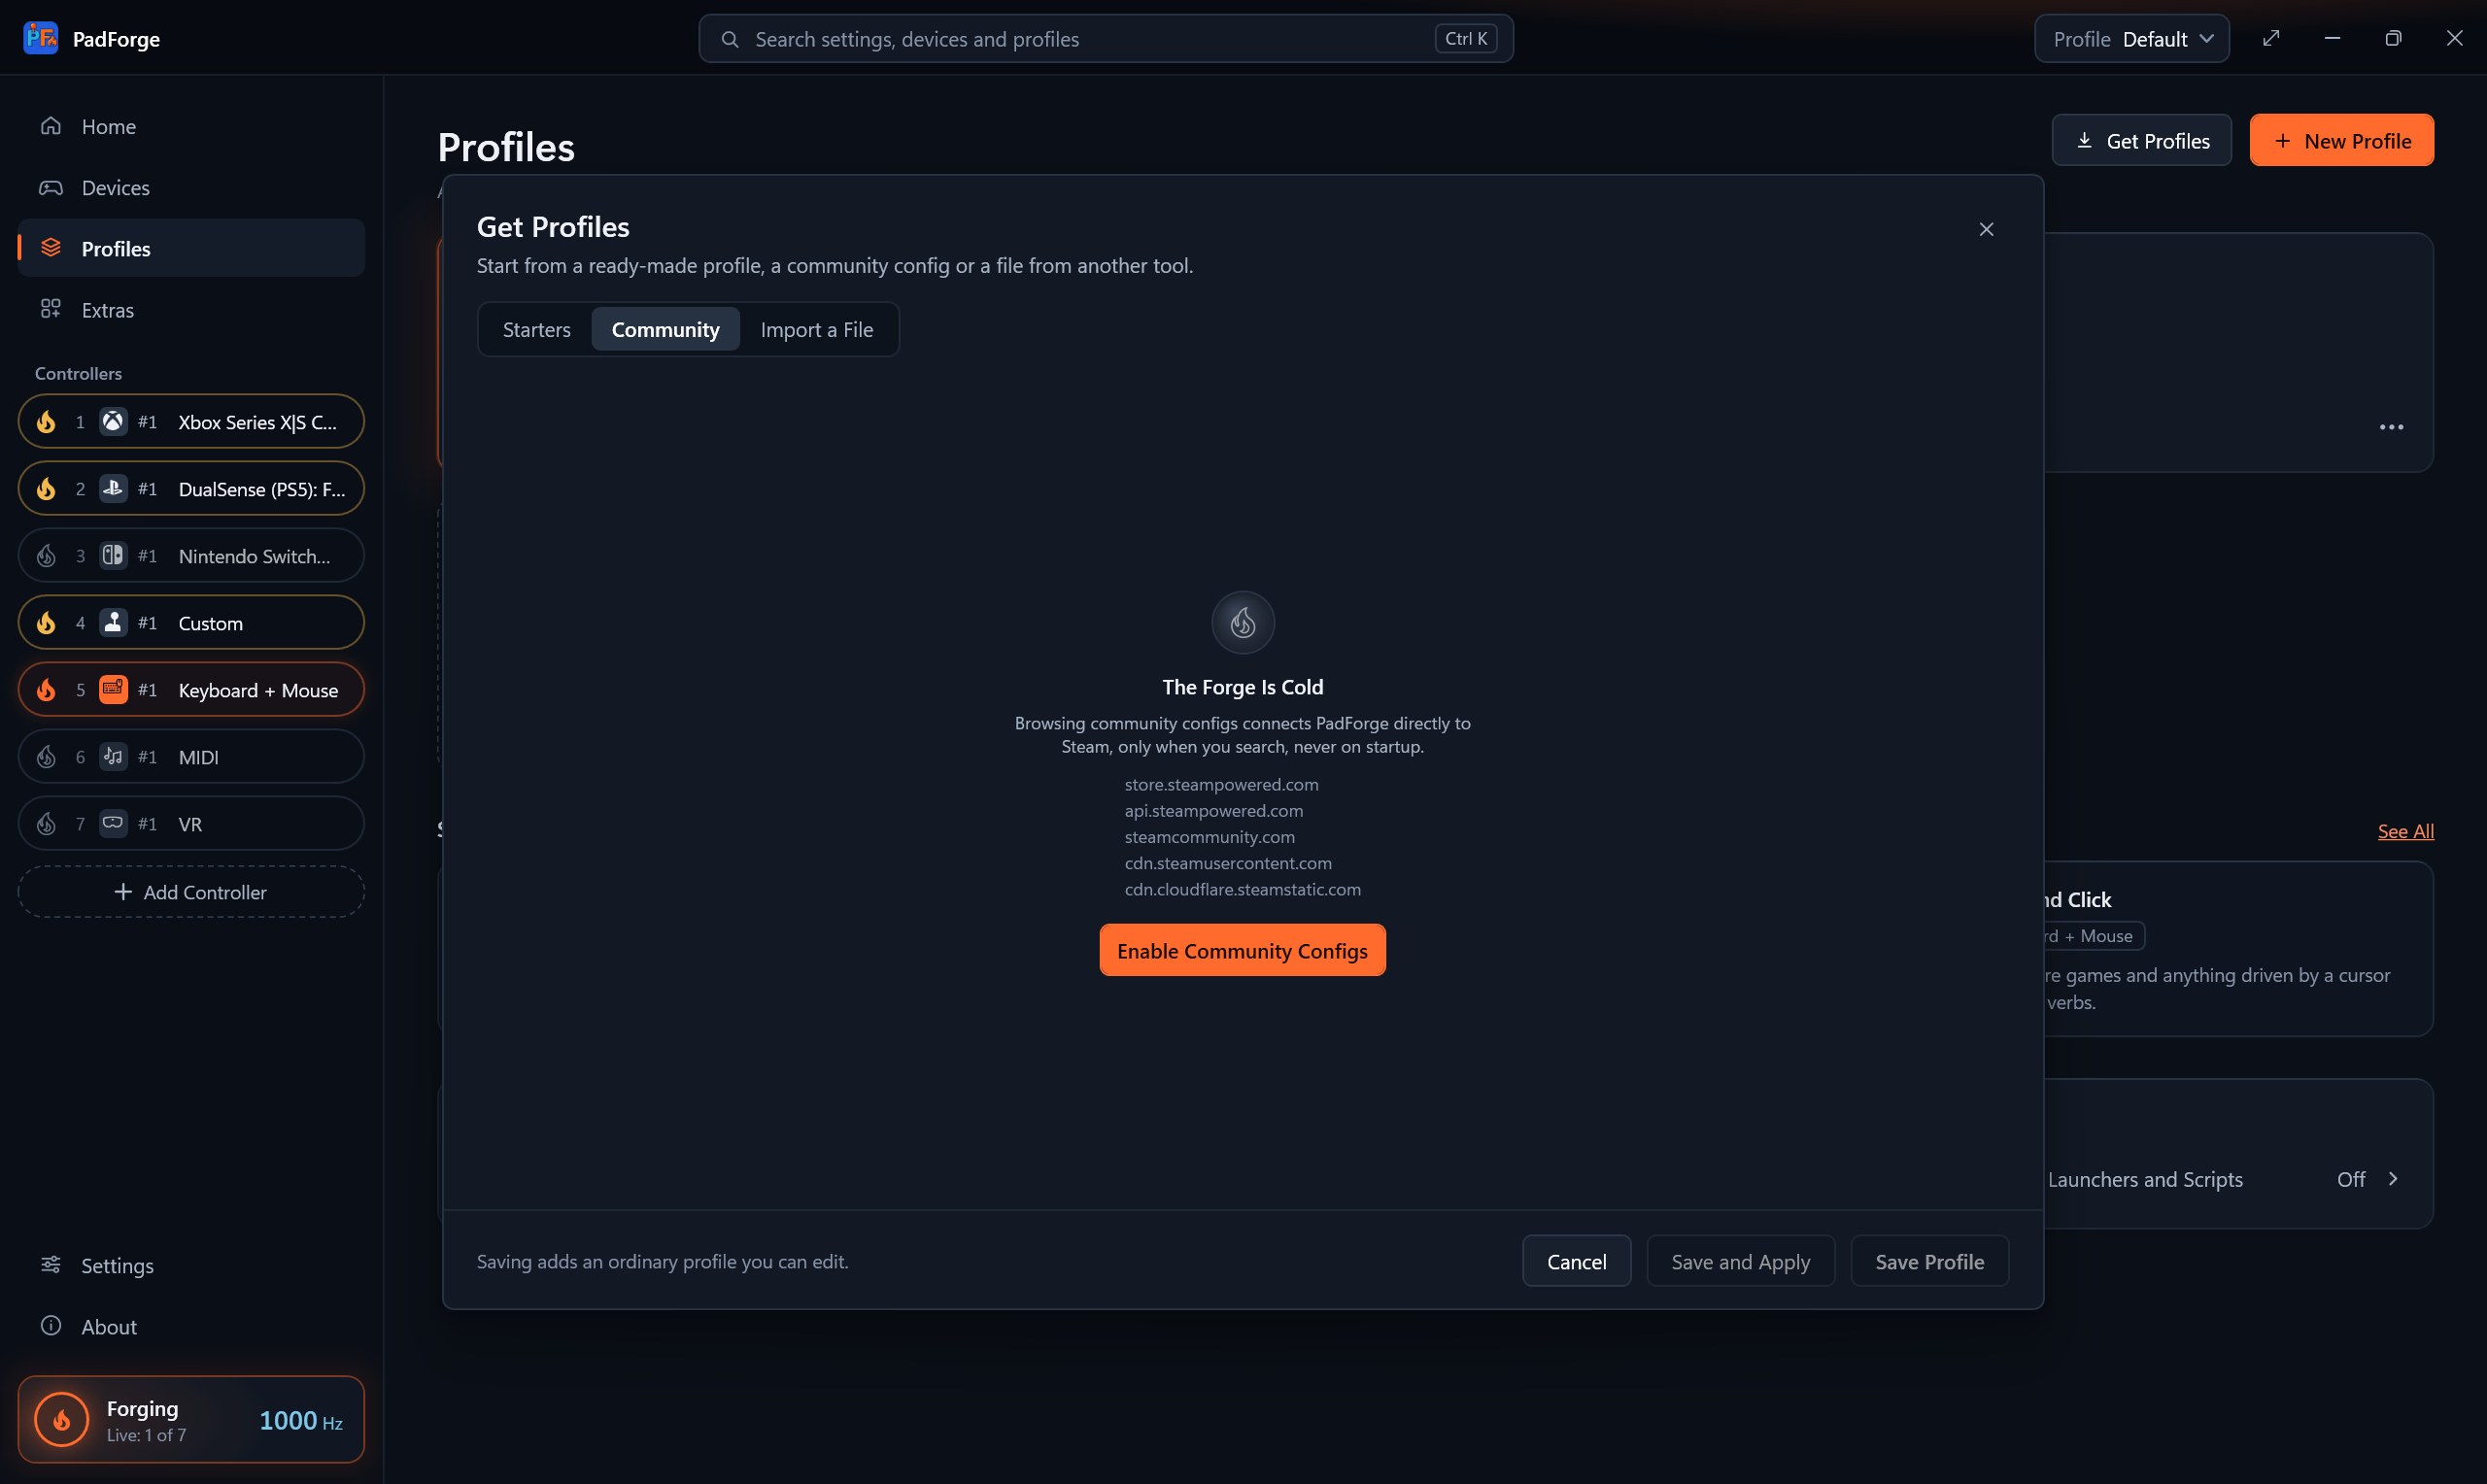 PadForge
Search settings, devices and profiles
Ctrl K
Profile Default
Home
Devices
Profiles
Extras
Controllers
1 #1 Xbox Series X|S C...
2 #1 DualSense (PS5): F...
3 #1 Nintendo Switch...
4 #1 Custom
5 #1 Keyboard + Mouse
6 #1 MIDI
7 #1 VR
+ Add Controller
Settings
About
Forging
Live: 1 of 7
1000 Hz
Profiles
Get Profiles
+ New Profile
Get Profiles
Start from a ready-made profile, a community config or a file from another tool.
Starters
Community
Import a File
The Forge Is Cold
Browsing community configs connects PadForge directly to
Steam, only when you search, never on startup.
store.steampowered.com
api.steampowered.com
steamcommunity.com
cdn.steamusercontent.com
cdn.cloudflare.steamstatic.com
Enable Community Configs
Saving adds an ordinary profile you can edit.
Cancel
Save and Apply
Save Profile
See All
Click
+ Mouse
games and anything driven by a cursor
verbs.
Launchers and Scripts
Off